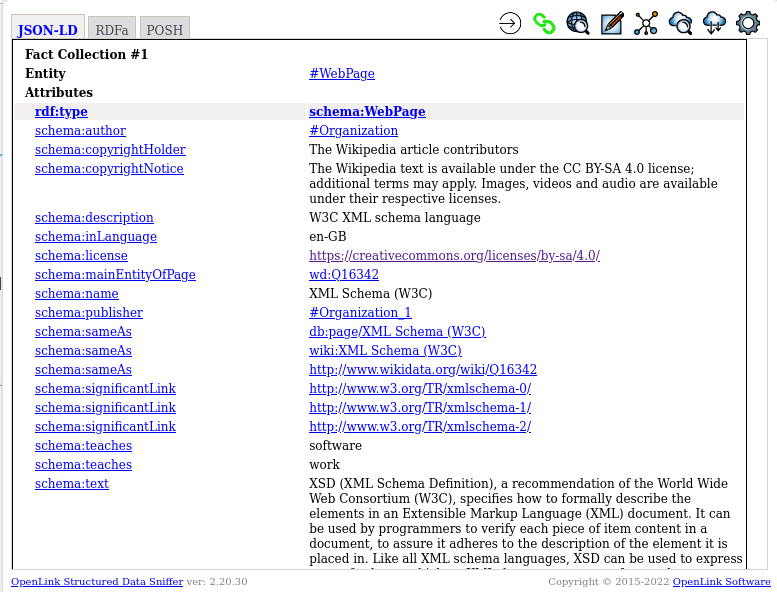 JSON-LD RDFa POSH
Fact Collection #1
Entity #WebPage
Attributes
rdf:type schema:WebPage
schema:author #Organization
schema:copyrightHolder The Wikipedia article contributors
schema:copyrightNotice The Wikipedia text is available under the CC BY-SA 4.0 license;
additional terms may apply. Images, videos and audio are available
under their respective licenses.
schema:description W3C XML schema language
schema:inLanguage en-GB
schema:license https://creativecommons.org/licenses/by-sa/4.0/
schema:mainEntityOfPage wd:Q16342
schema:name XML Schema (W3C)
schema:publisher #Organization_1
schema:sameAs db:page/XML Schema (W3C)
schema:sameAs wiki:XML Schema (W3C)
schema:sameAs http://www.wikidata.org/wiki/Q16342
schema:significantLink http://www.w3.org/TR/xmlschema-0/
schema:significantLink http://www.w3.org/TR/xmlschema-1/
schema:significantLink http://www.w3.org/TR/xmlschema-2/
schema:teaches software
schema:teaches work
schema:text XSD (XML Schema Definition), a recommendation of the World Wide
Web Consortium (W3C), specifies how to formally describe the
elements in an Extensible Markup Language (XML) document. It can
be used by programmers to verify each piece of item content in a
document, to assure it adheres to the description of the element it is
placed in. Like all XML schema languages, XSD can be used to express
OpenLink Structured Data Sniffer ver: 2.20.30 Copyright © 2015-2022 OpenLink Software